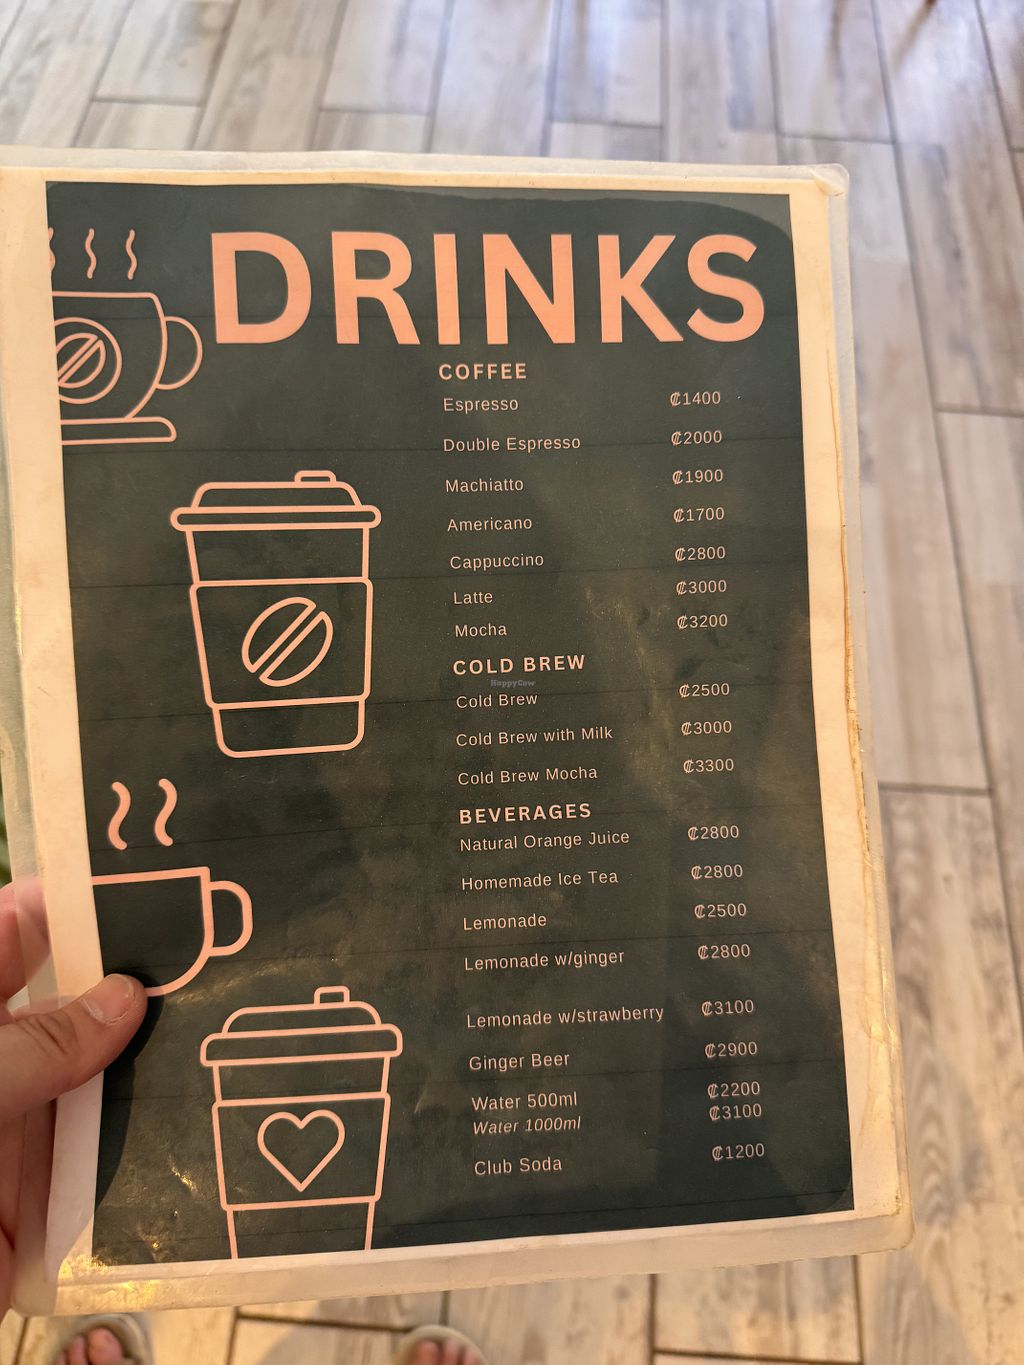 DRINKS
COFFEE
Espresso ₡1400
Double Espresso ₡2000
Machiatto ₡1900
Americano ₡1700
Cappuccino ₡2800
Latte ₡3000
Mocha ₡3200
COLD BREW
HappyCow
Cold Brew ₡2500
Cold Brew with Milk ₡3000
Cold Brew Mocha ₡3300
BEVERAGES
Natural Orange Juice ₡2800
Homemade Ice Tea ₡2800
Lemonade ₡2500
Lemonade w/ginger ₡2800
Lemonade w/strawberry ₡3100
Ginger Beer ₡2900
Water 500ml ₡2200
Water 1000ml ₡3100
Club Soda ₡1200